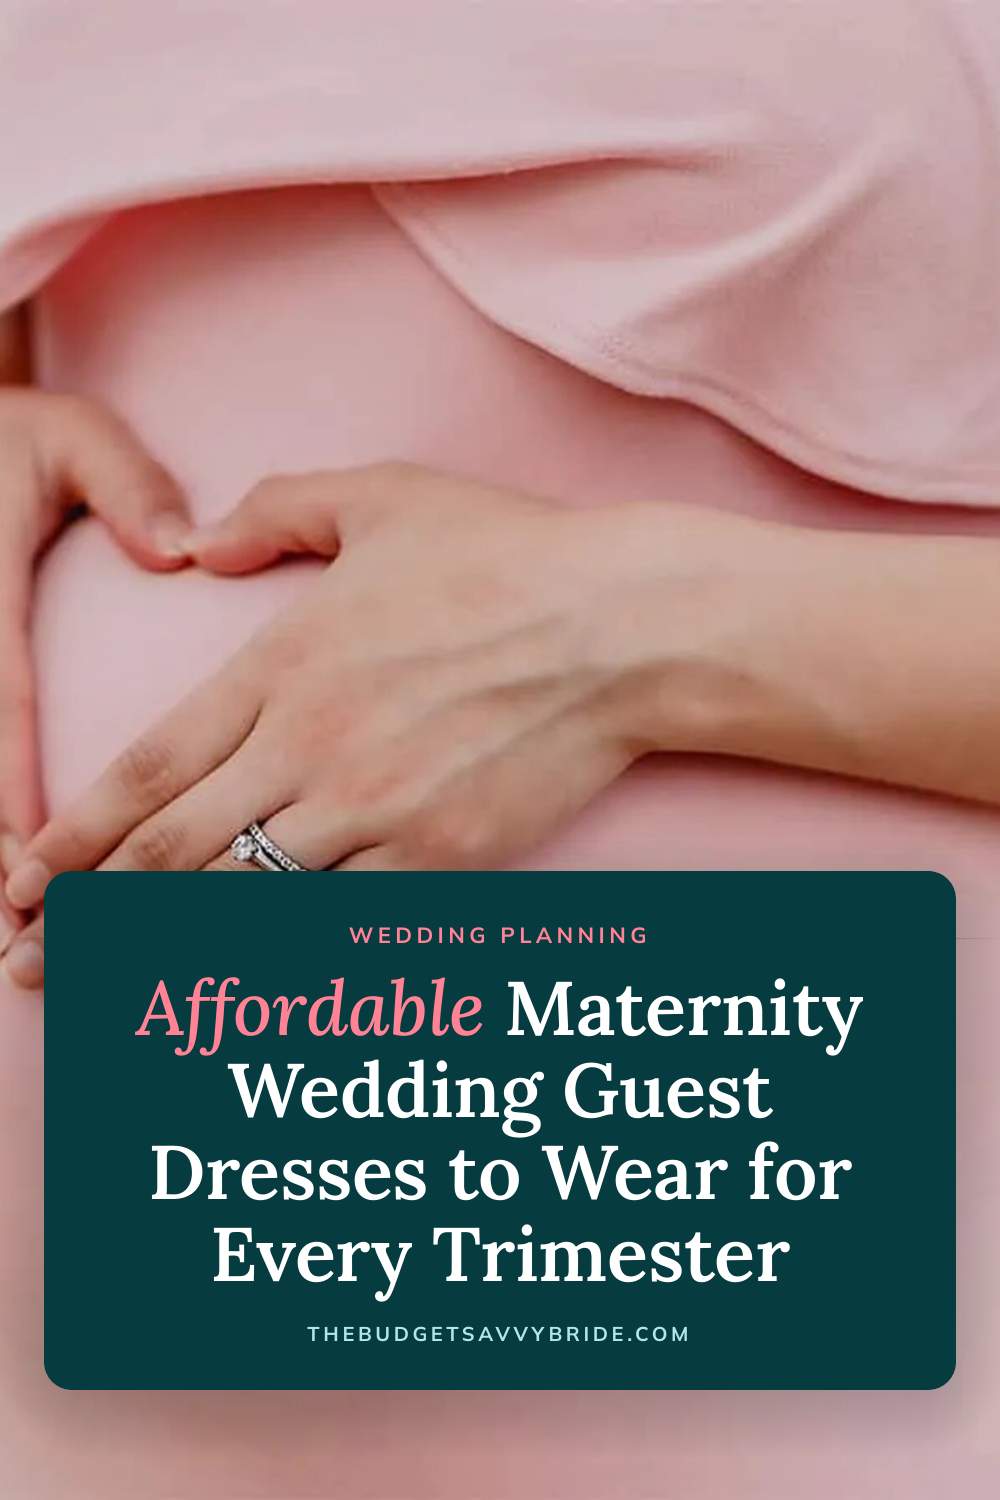 WEDDING PLANNING
Affordable Maternity
Wedding Guest
Dresses to Wear for
Every Trimester
THEBUDGETSAVVYBRIDE.COM